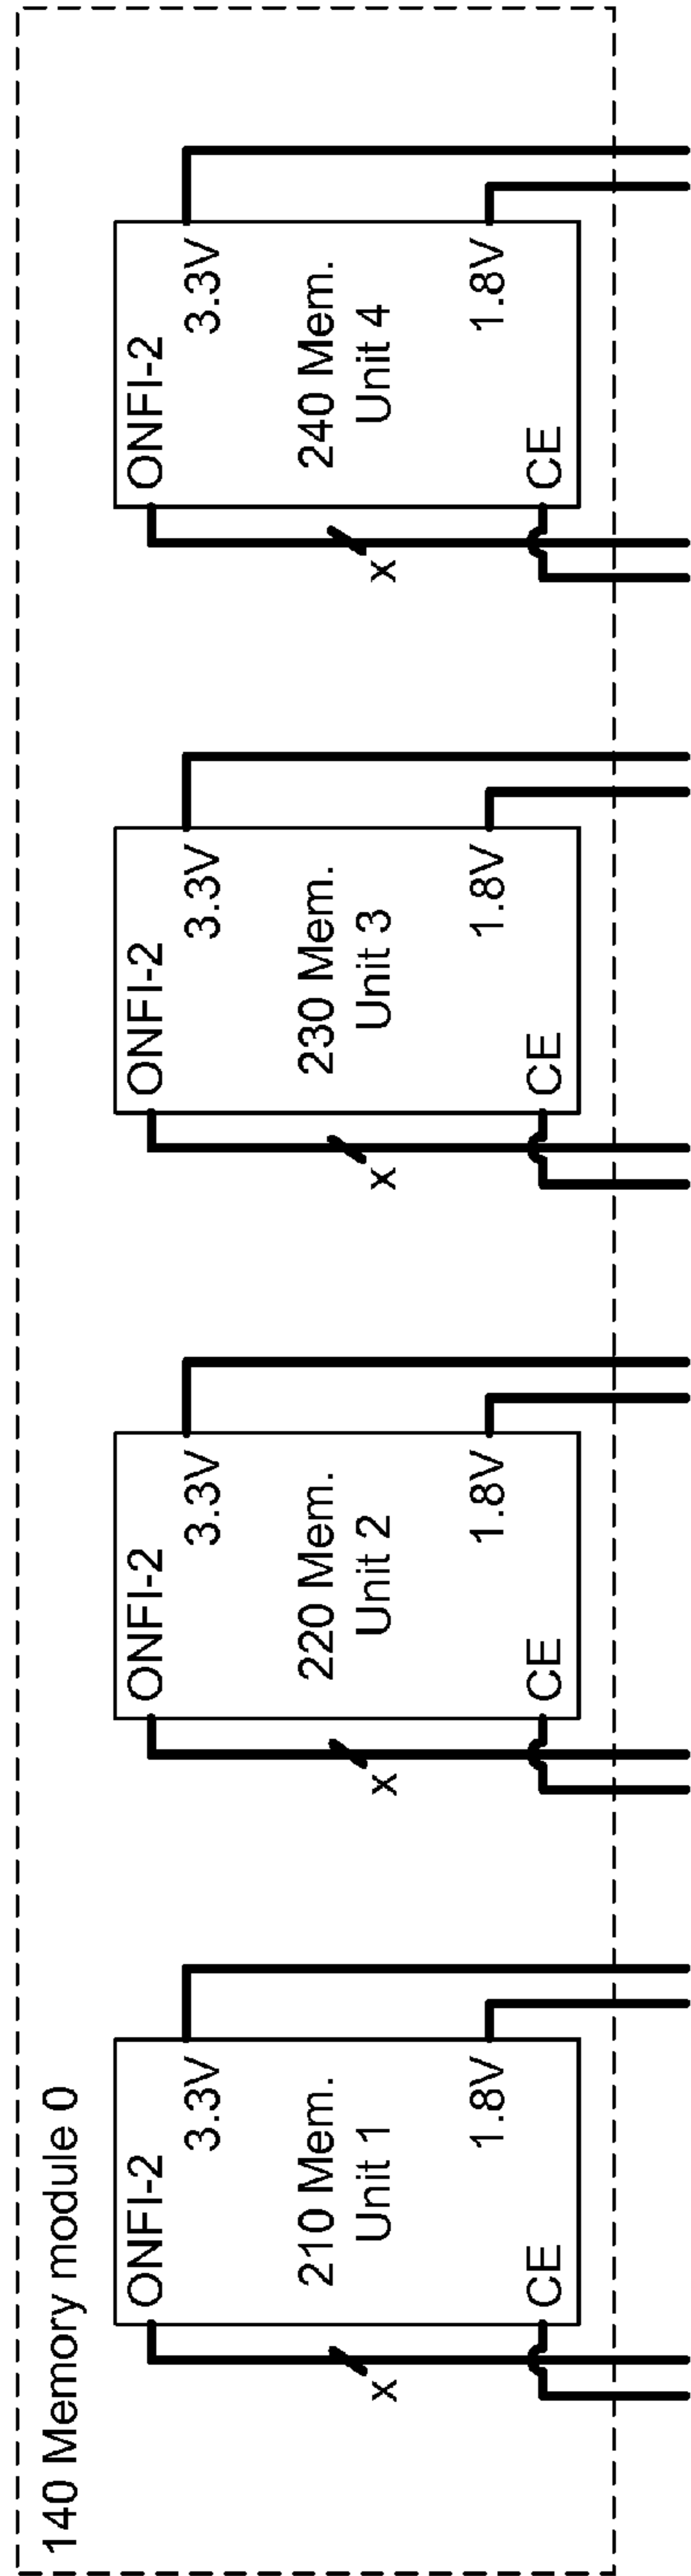 140 Memory module 0
ONFI-2
3.3V
210 Mem.
Unit 1
CE
1.8V
x
ONFI-2
3.3V
220 Mem.
Unit 2
CE
1.8V
x
ONFI-2
3.3V
230 Mem.
Unit 3
CE
1.8V
x
ONFI-2
3.3V
240 Mem.
Unit 4
CE
1.8V
x